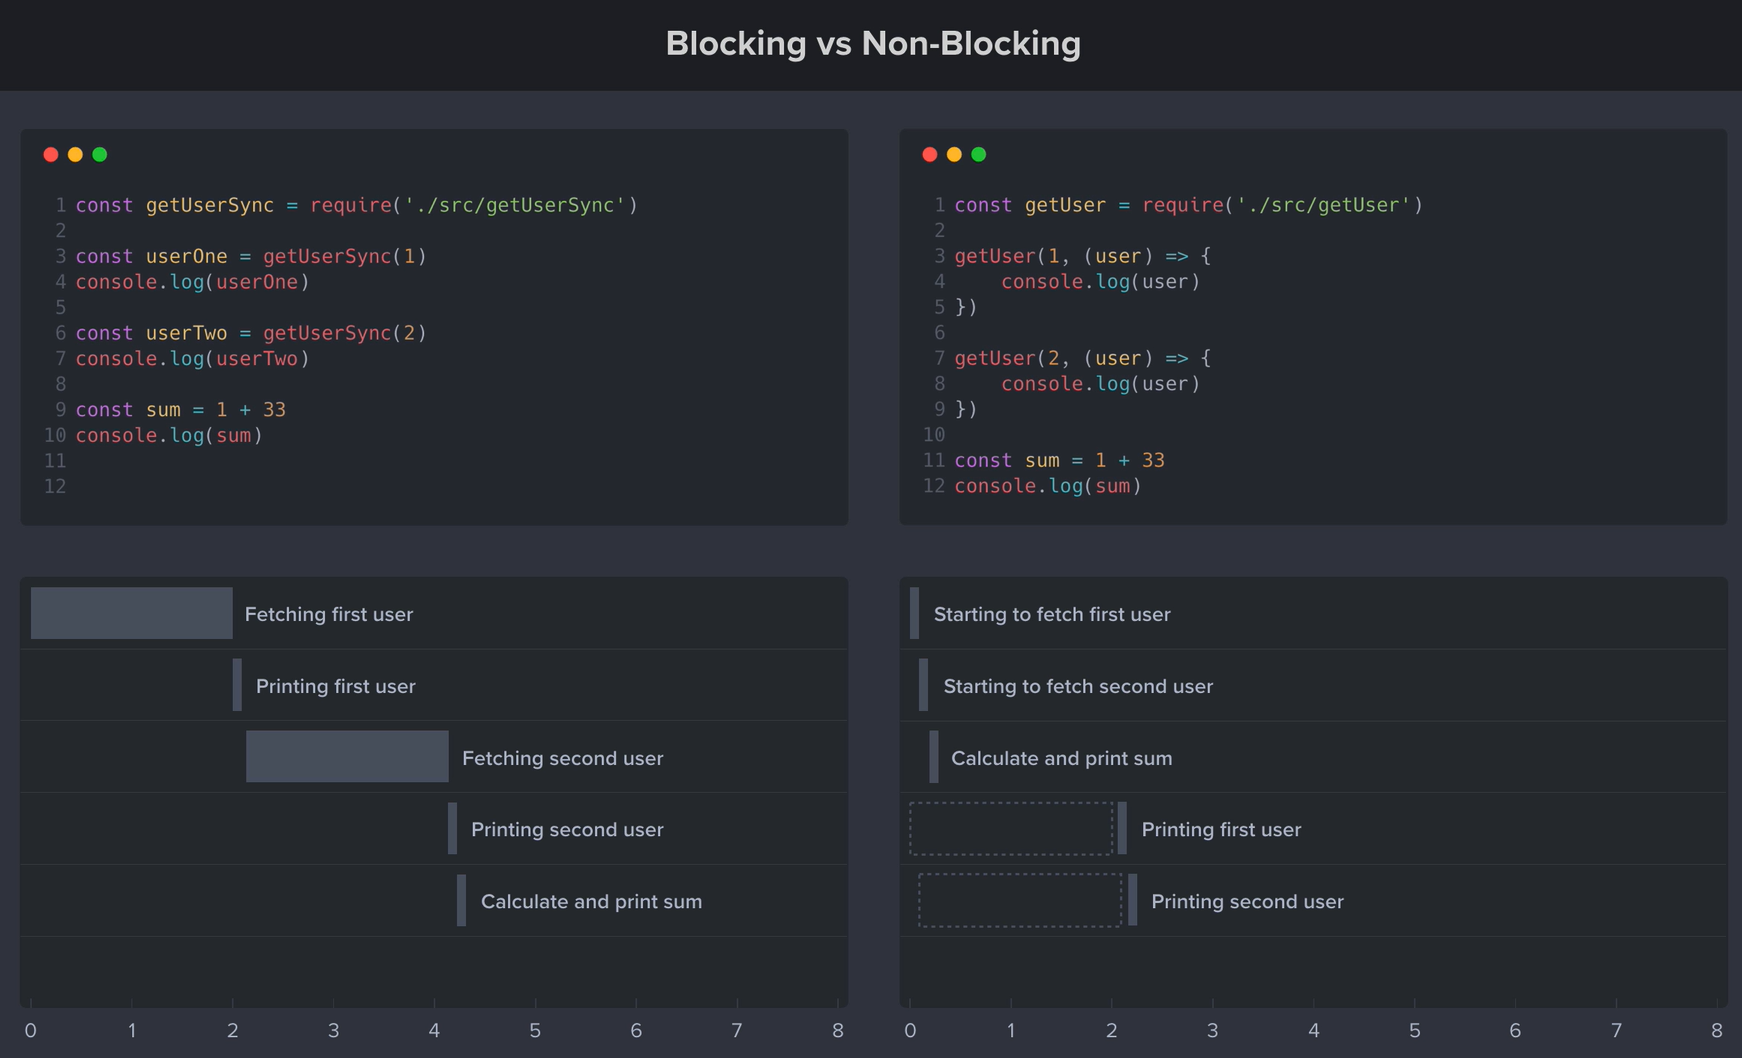 Blocking vs Non-Blocking
1 const getUserSync = require('./src/getUserSync')
2
3 const userOne = getUserSync(1)
4 console.log(userOne)
5
6 const userTwo = getUserSync(2)
7 console.log(userTwo)
8
9 const sum = 1 + 33
10 console.log(sum)
11
12
1 const getUser = require('./src/getUser')
2
3 getUser(1, (user) => {
4     console.log(user)
5 })
6
7 getUser(2, (user) => {
8     console.log(user)
9 })
10
11 const sum = 1 + 33
12 console.log(sum)
Fetching first user
Printing first user
Fetching second user
Printing second user
Calculate and print sum
0 1 2 3 4 5 6 7 8
Starting to fetch first user
Starting to fetch second user
Calculate and print sum
Printing first user
Printing second user
0 1 2 3 4 5 6 7 8